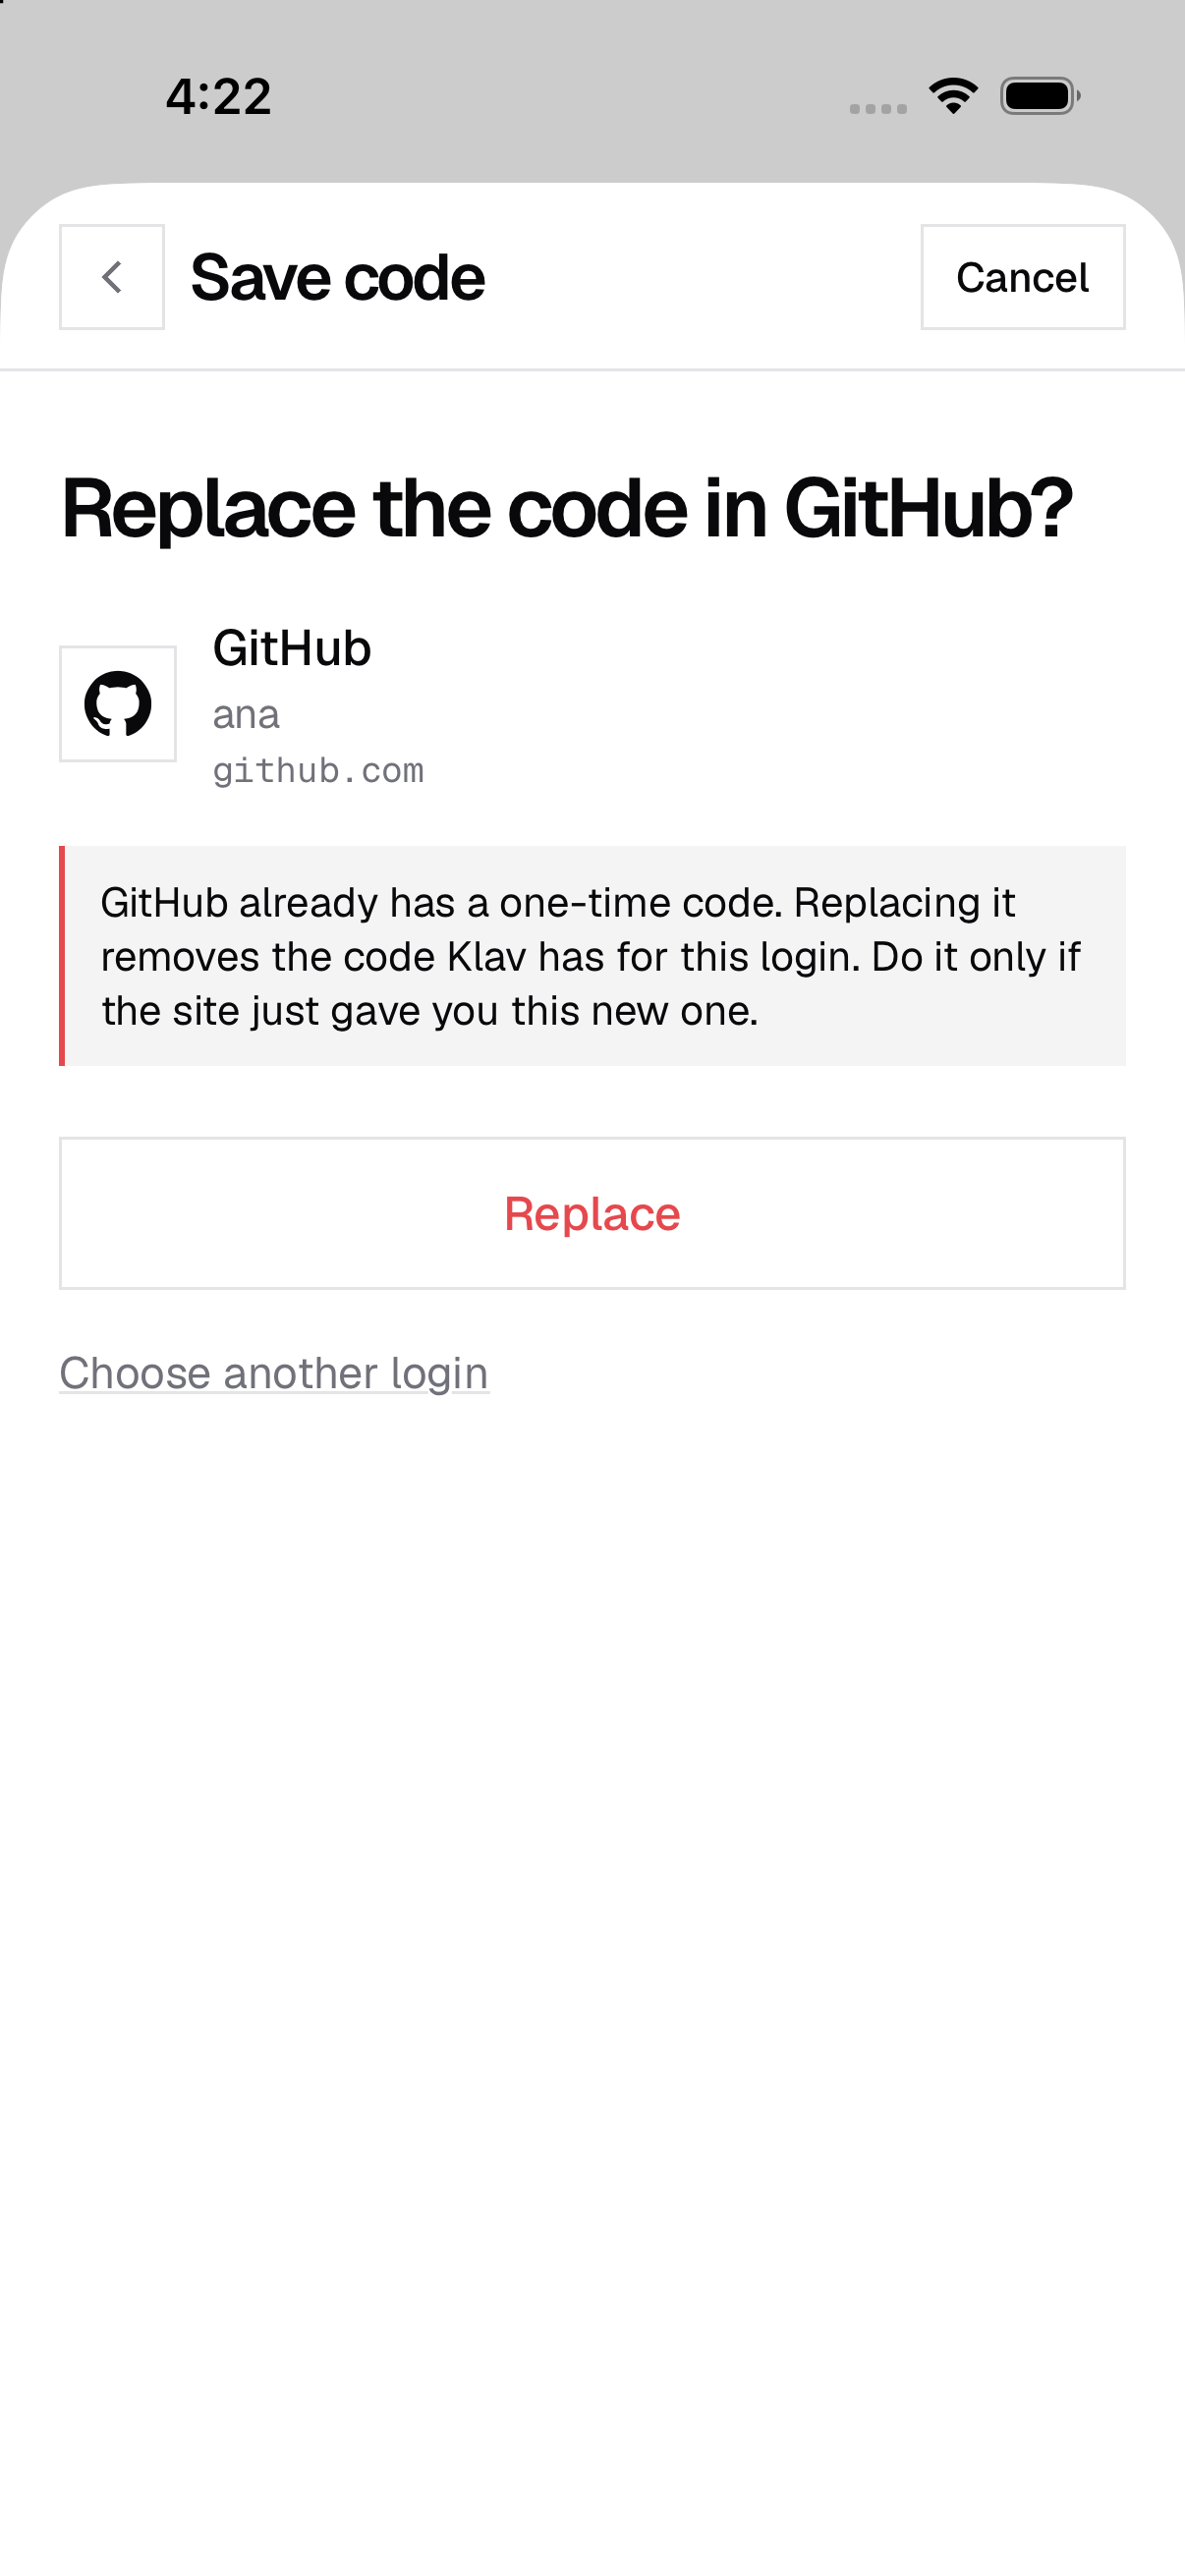 4:22
Save code
Cancel
Replace the code in GitHub?
GitHub
ana
github.com
GitHub already has a one-time code. Replacing it
removes the code Klav has for this login. Do it only if
the site just gave you this new one.
Replace
Choose another login